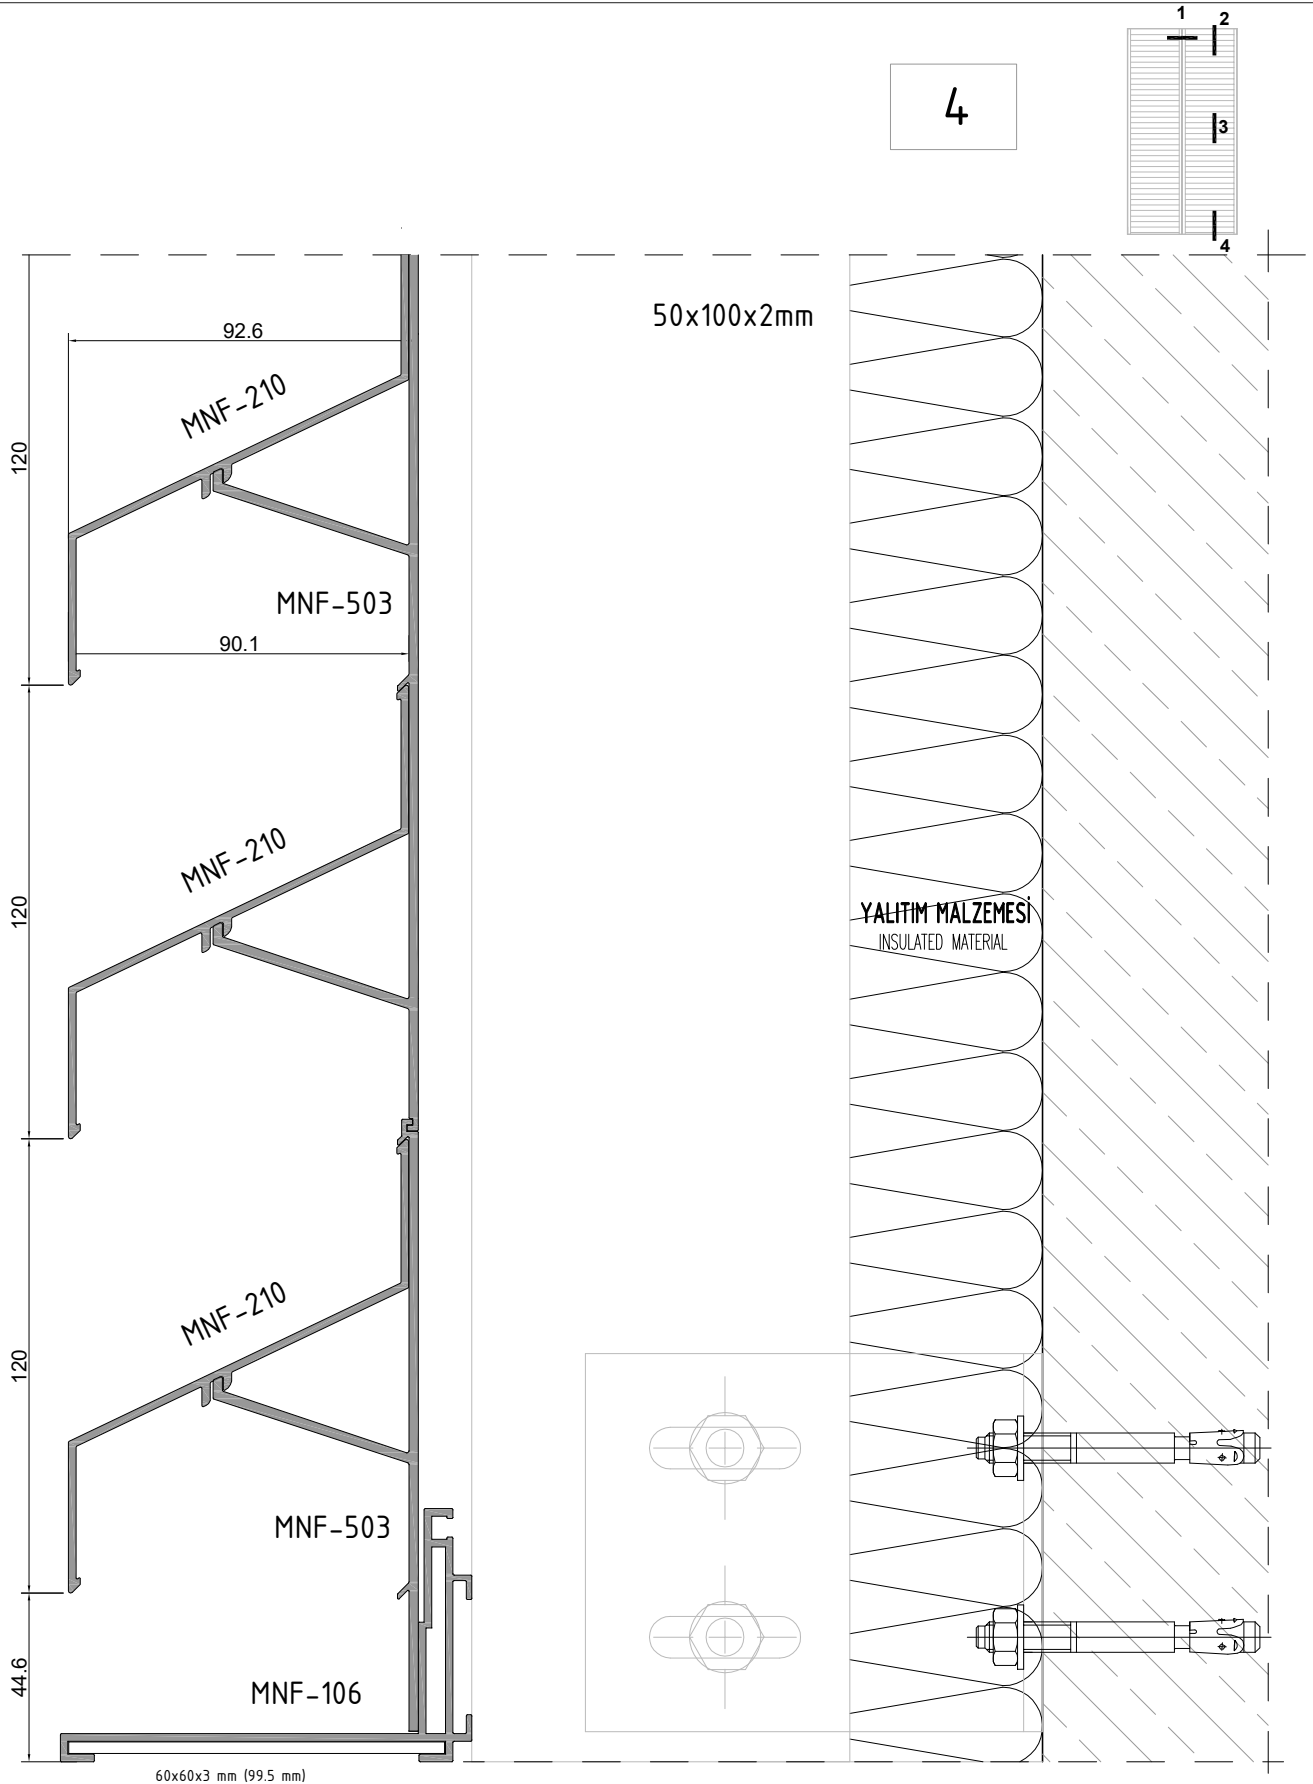 1
2
4
3
4
50x100x2mm
92.6
MNF-210
120
MNF-503
90.1
MNF-210
120
YALITIM MALZEMESİ
INSULATED MATERIAL
MNF-210
120
MNF-503
44.6
MNF-106
60x60x3 mm (99.5 mm)